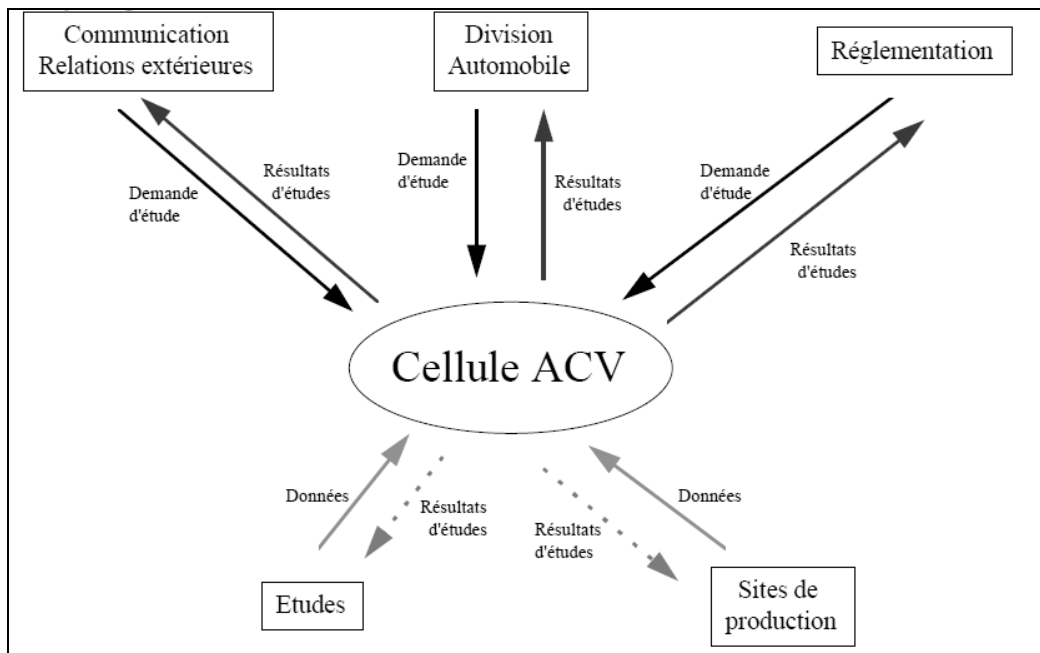 Communication
Relations extérieures
Division
Automobile
Réglementation
Demande
d'étude
Résultats
d'études
Demande
d'étude
Résultats
d'études
Demande
d'étude
Résultats
d'études
Cellule ACV
Données
Résultats
d'études
Résultats
d'études
Données
Etudes
Sites de
production